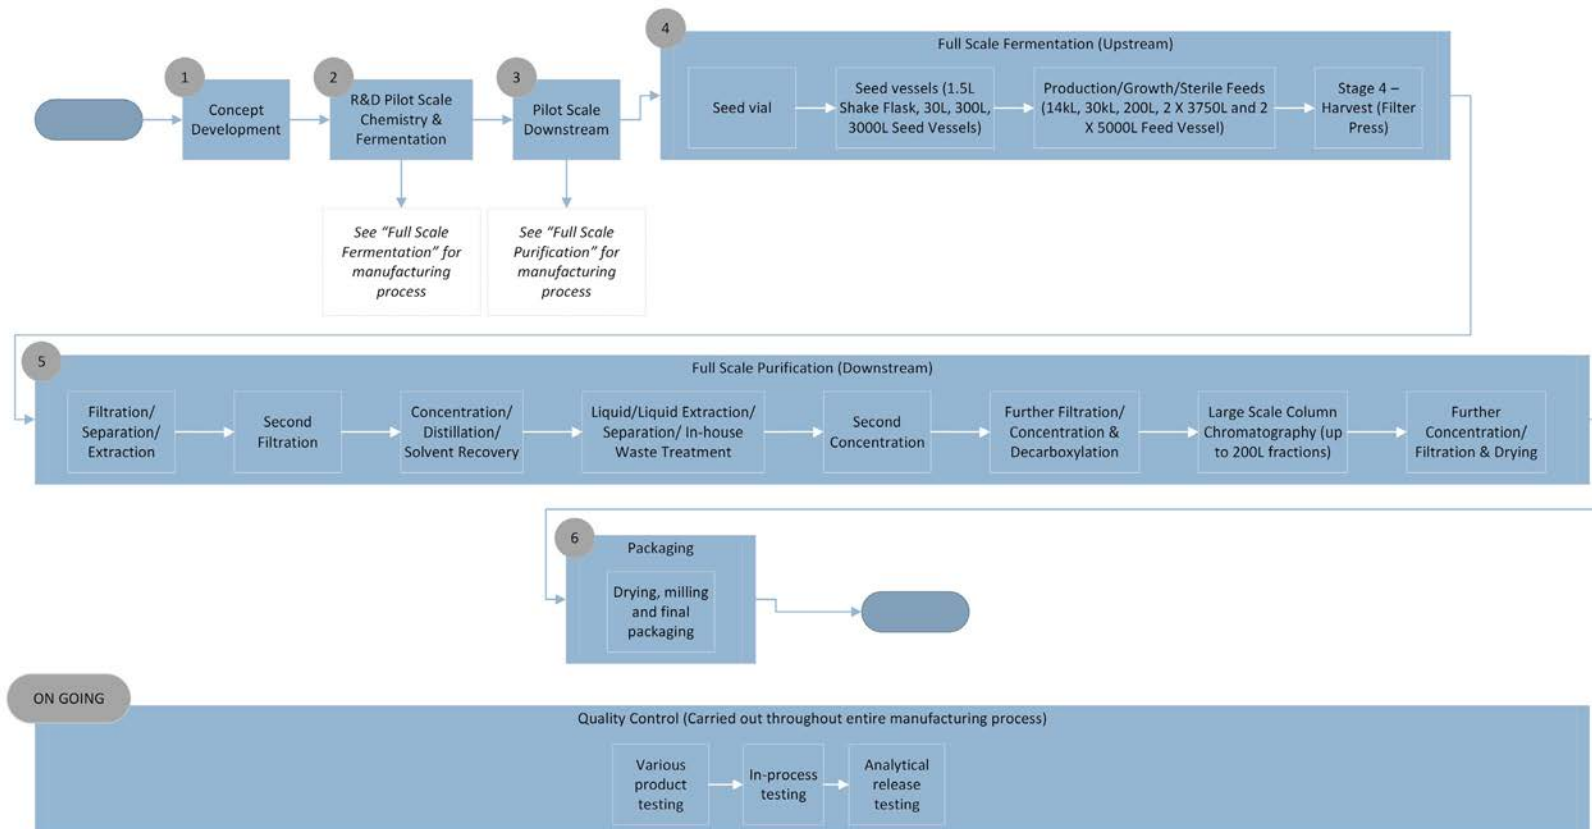 4
Full Scale Fermentation (Upstream)
1
Concept
Development
2
R&D Pilot Scale
Chemistry &
Fermentation
3
Pilot Scale
Downstream
Seed vial
Seed vessels (1.5L
Shake Flask, 30L, 300L,
3000L Seed Vessels)
Production/Growth/Sterile Feeds
(14kL, 30kL, 200L, 2 X 3750L and 2
X 5000L Feed Vessel)
Stage 4 –
Harvest (Filter
Press)
See “Full Scale
Fermentation” for
manufacturing
process
See “Full Scale
Purification” for
manufacturing
process
5
Full Scale Purification (Downstream)
Filtration/
Separation/
Extraction
Second
Filtration
Concentration/
Distillation/
Solvent Recovery
Liquid/Liquid Extraction/
Separation/ In-house
Waste Treatment
Second
Concentration
Further Filtration/
Concentration &
Decarboxylation
Large Scale Column
Chromatography (up
to 200L fractions)
Further
Concentration/
Filtration & Drying
6
Packaging
Drying, milling
and final
packaging
ON GOING
Quality Control (Carried out throughout entire manufacturing process)
Various
product
testing
In-process
testing
Analytical
release
testing